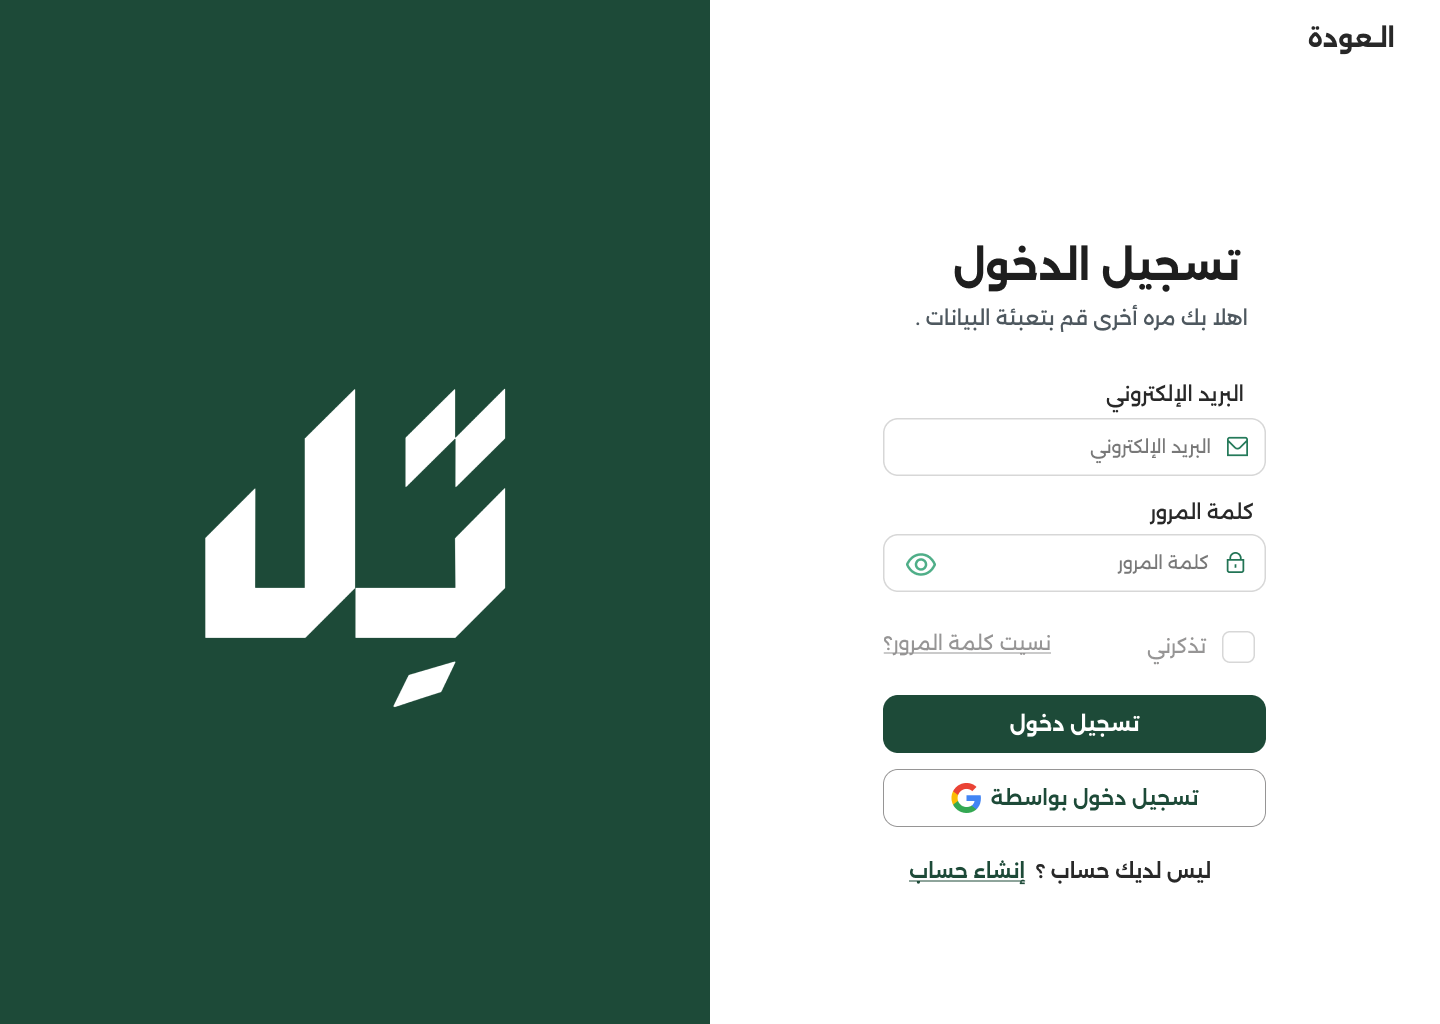 العودة
تسجيل الدخول
اهلا بك مره أخرى قم بتعبئة البيانات .
البريد الإلكتروني
البريد الإلكتروني
كلمة المرور
كلمة المرور
تذكرني
نسيت كلمة المرور؟
تسجيل دخول
تسجيل دخول بواسطة
ليس لديك حساب ؟ إنشاء حساب